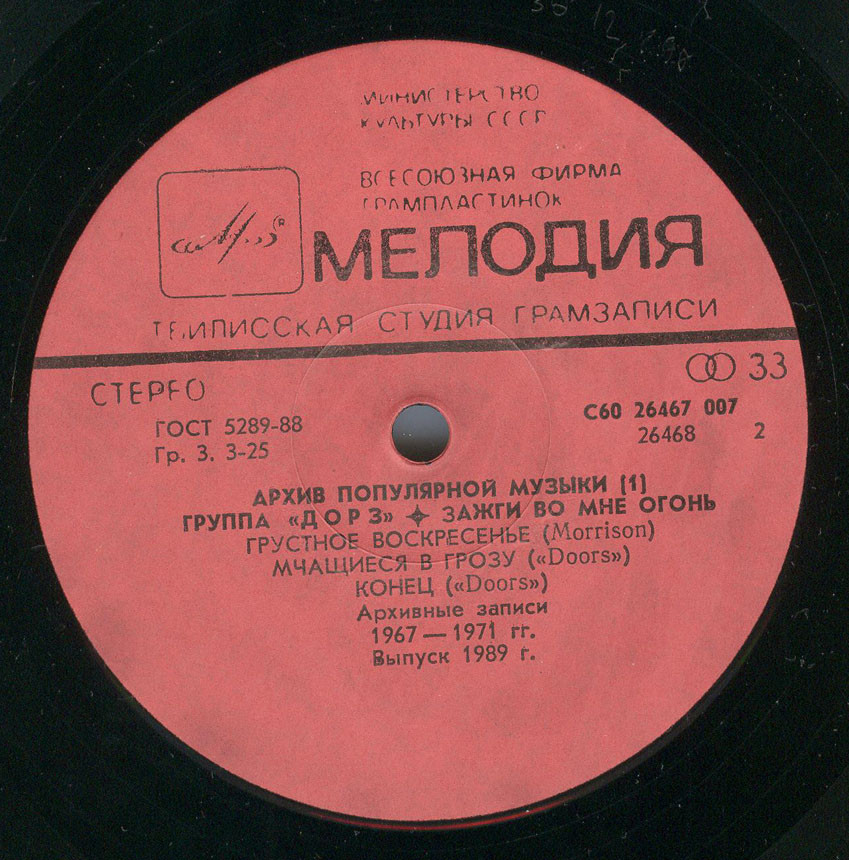 МИНИСТЕРСТВО
КУЛЬТУРЫ СССР
ВСЕСОЮЗНАЯ ФИРМА
ГРАМПЛАСТИНОК
МЕЛОДИЯ
ТБИЛИССКАЯ СТУДИЯ ГРАМЗАПИСИ
СТЕРЕО
33
ГОСТ 5289-88
Гр. 3. 3-25
С60 26467 007
26468 2
АРХИВ ПОПУЛЯРНОЙ МУЗЫКИ (1)
ГРУППА «ДОРЗ» ✦ ЗАЖГИ ВО МНЕ ОГОНЬ
ГРУСТНОЕ ВОСКРЕСЕНЬЕ (Morrison)
МЧАЩИЕСЯ В ГРОЗУ («Doors»)
КОНЕЦ («Doors»)
Архивные записи
1967 — 1971 гг.
Выпуск 1989 г.